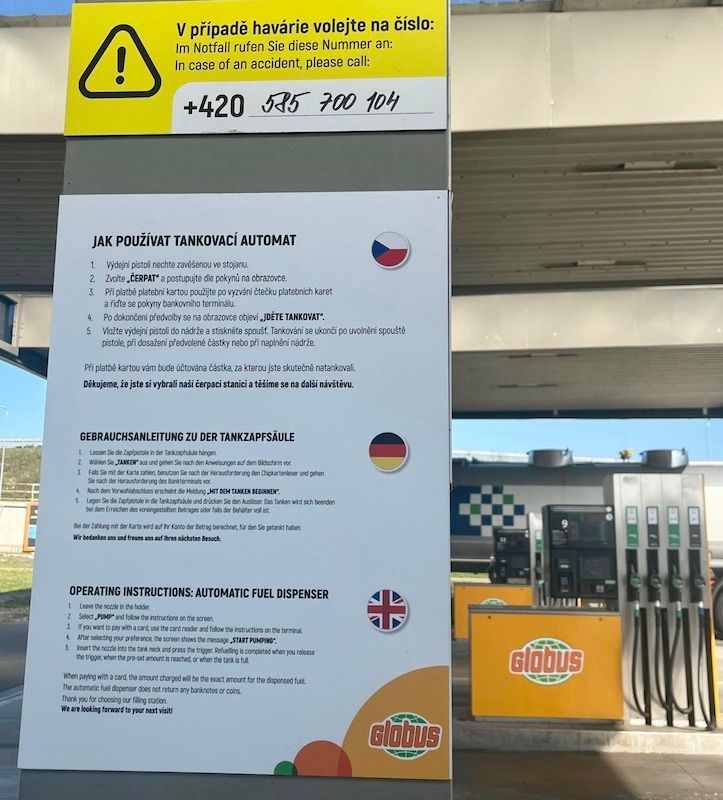 V případě havárie volejte na číslo:
Im Notfall rufen Sie diese Nummer an:
In case of an accident, please call:
+420 585 700 104
JAK POUŽÍVAT TANKOVACÍ AUTOMAT
1. Výdejní pistoli nechte zavěšenou ve stojanu.
2. Zvolte „ČERPAT“ a postupujte dle pokynů na obrazovce.
3. Při platbě platební kartou použijte po vyzvání čtečku platebních karet
a řiďte se pokyny bankovního terminálu.
4. Po dokončení předvolby se na obrazovce objeví „JDĚTE TANKOVAT“.
5. Vložte výdejní pistoli do nádrže a stiskněte spoušť. Tankování se ukončí po uvolnění spouště
pistole, při dosažení předvolené částky nebo při naplnění nádrže.
Při platbě kartou vám bude účtována částka, za kterou jste skutečně natankovali.
Děkujeme, že jste si vybrali naši čerpací stanici a těšíme se na další návštěvu.
GEBRAUCHSANLEITUNG ZU DER TANKZAPFSÄULE
1. Lassen Sie die Zapfpistole in der Tankzapfsäule hängen.
2. Wählen Sie „TANKEN“ aus und gehen Sie nach den Anweisungen auf dem Bildschirm vor.
3. Falls Sie mit der Karte zahlen, benutzen Sie nach der Herausforderung den Chipkartenleser und gehen
Sie nach der Herausforderung des Bankterminals vor.
4. Nach dem Vorwahlabschluss erscheint die Meldung „MIT DEM TANKEN BEGINNEN“.
5. Legen Sie die Zapfpistole in die Tankzapfsäule und drücken Sie den Auslöser. Das Tanken wird sich beenden
bei dem Erreichen des voreingestellten Betrages oder falls der Behälter voll ist.
Bei der Zahlung mit der Karte wird auf Ihr Konto der Betrag berechnet, für den Sie getankt haben.
Wir bedanken uns und freuen uns auf Ihren nächsten Besuch.
OPERATING INSTRUCTIONS: AUTOMATIC FUEL DISPENSER
1. Leave the nozzle in the holder.
2. Select „PUMP“ and follow the instructions on the screen.
3. If you want to pay with a card, use the card reader and follow the instructions on the terminal.
4. After selecting your preference, the screen shows the message „START PUMPING“.
5. Insert the nozzle into the tank neck and press the trigger. Refuelling is completed when you release
the trigger, when the pre-set amount is reached, or when the tank is full.
When paying with a card, the amount charged will be the exact amount for the dispensed fuel.
The automatic fuel dispenser does not return any banknotes or coins.
Thank you for choosing our filling station.
We are looking forward to your next visit!
GLOBUS
9
GLOBUS